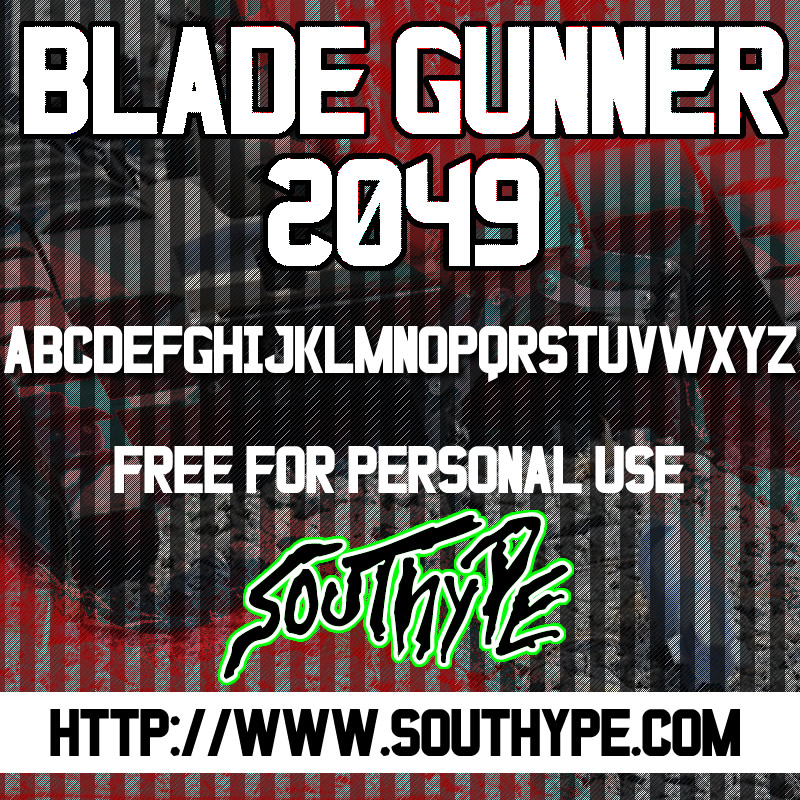 BLADE GUNNER
2049
ABCDEFGHIJKLMNOPQRSTUVWXYZ
FREE FOR PERSONAL USE
SOUTHYPE
HTTP://WWW.SOUTHYPE.COM